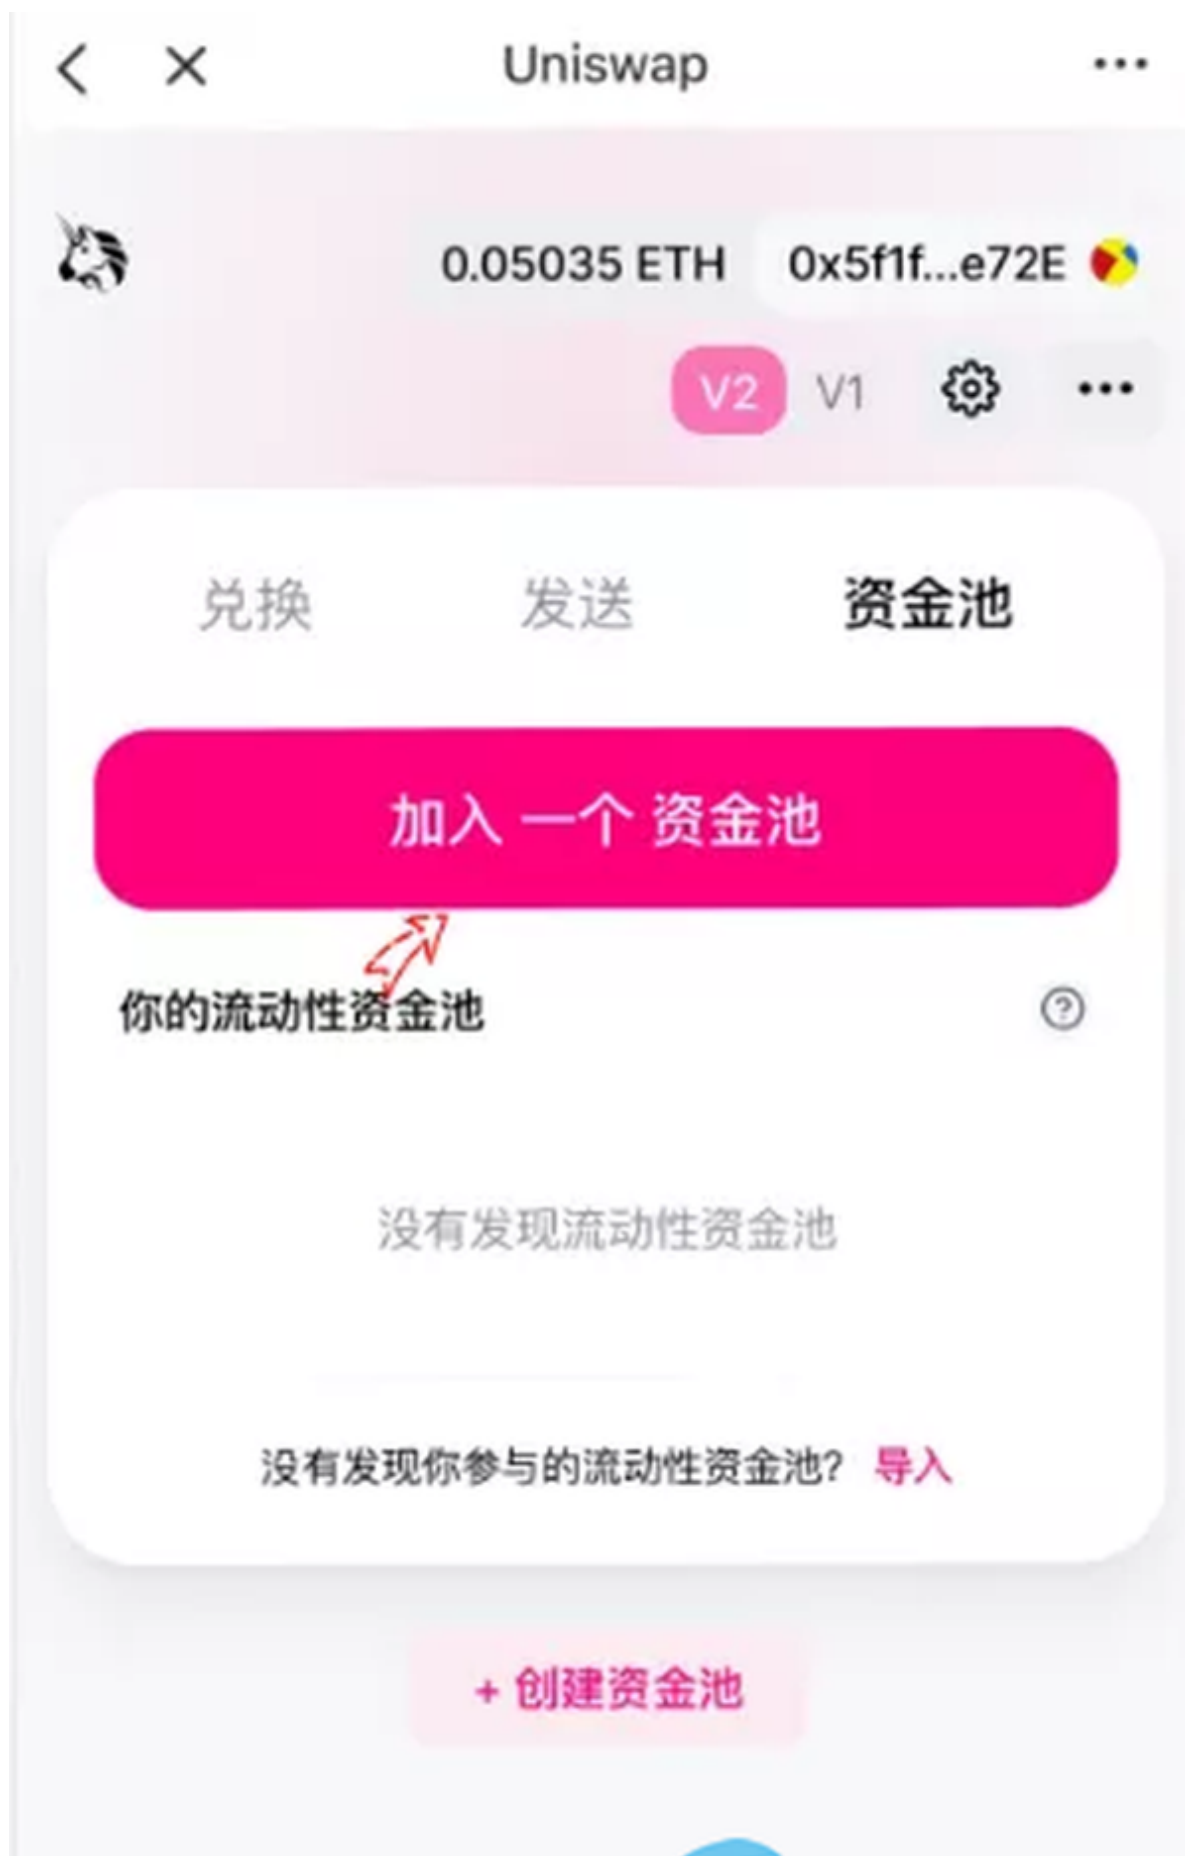 Uniswap
0.05035 ETH 0x5f1f...e72E
V2 V1
兑换 发送 资金池
加入 一个 资金池
你的流动性资金池
没有发现流动性资金池
没有发现你参与的流动性资金池? 导入
+ 创建资金池